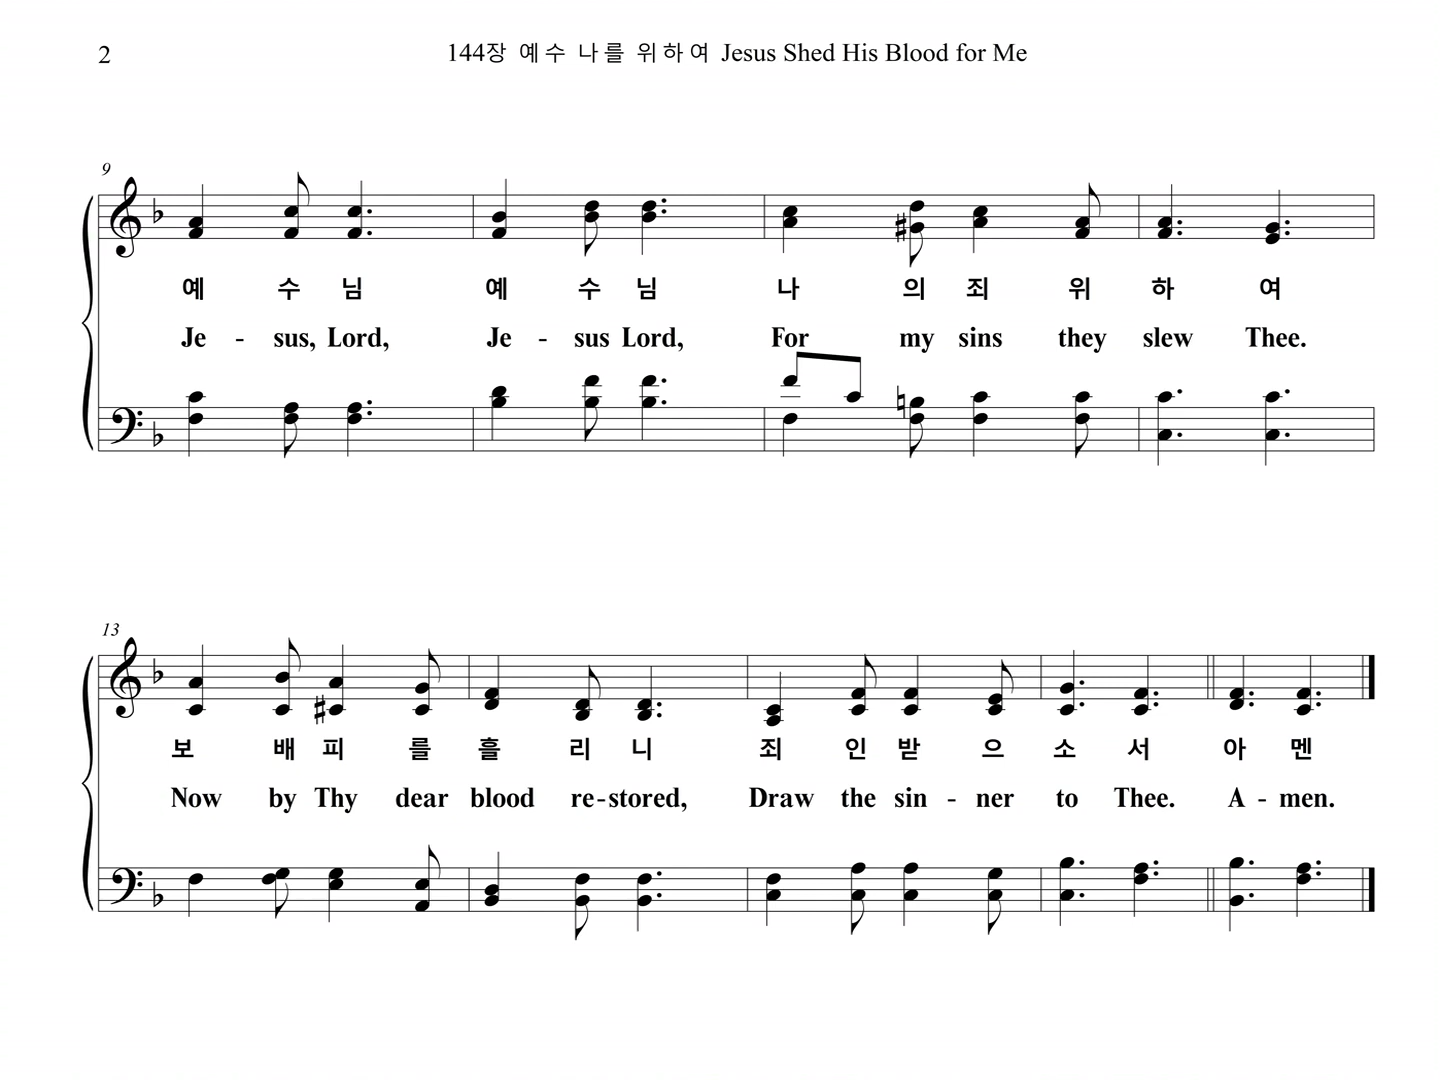 2
144장 예수 나를 위하여 Jesus Shed His Blood for Me
9
예 수 님 예 수 님 나 의 죄 위 하 여
Je - sus, Lord, Je - sus Lord, For my sins they slew Thee.
13
보 배 피 를 흘 리 니 죄 인 받 으 소 서 아 멘
Now by Thy dear blood re-stored, Draw the sin - ner to Thee. A - men.